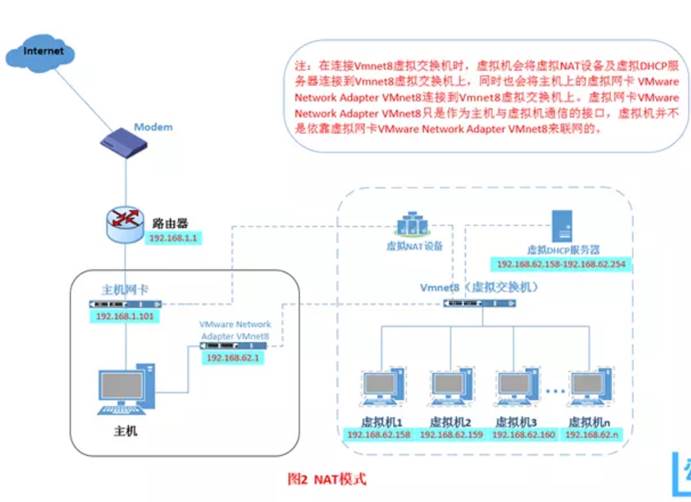 Internet
注：在连接Vmnet8虚拟交换机时，虚拟机会将虚拟NAT设备及虚拟DHCP服
务器连接到Vmnet8虚拟交换机上，同时也会将主机上的虚拟网卡 VMware
Network Adapter VMnet8连接到Vmnet8虚拟交换机上。虚拟网卡VMware
Network Adapter VMnet8只是作为主机与虚拟机通信的接口，虚拟机并不
是依靠虚拟网卡VMware Network Adapter VMnet8来联网的。
Modem
路由器
192.168.1.1
虚拟NAT设备
虚拟DHCP服务器
192.168.62.158-192.168.62.254
主机网卡
192.168.1.101
Vmnet8（虚拟交换机）
VMware Network
Adapter VMnet8
192.168.62.1
主机
虚拟机1
192.168.62.158
虚拟机2
192.168.62.159
虚拟机3
192.168.62.160
虚拟机n
192.168.62.n
图2 NAT模式